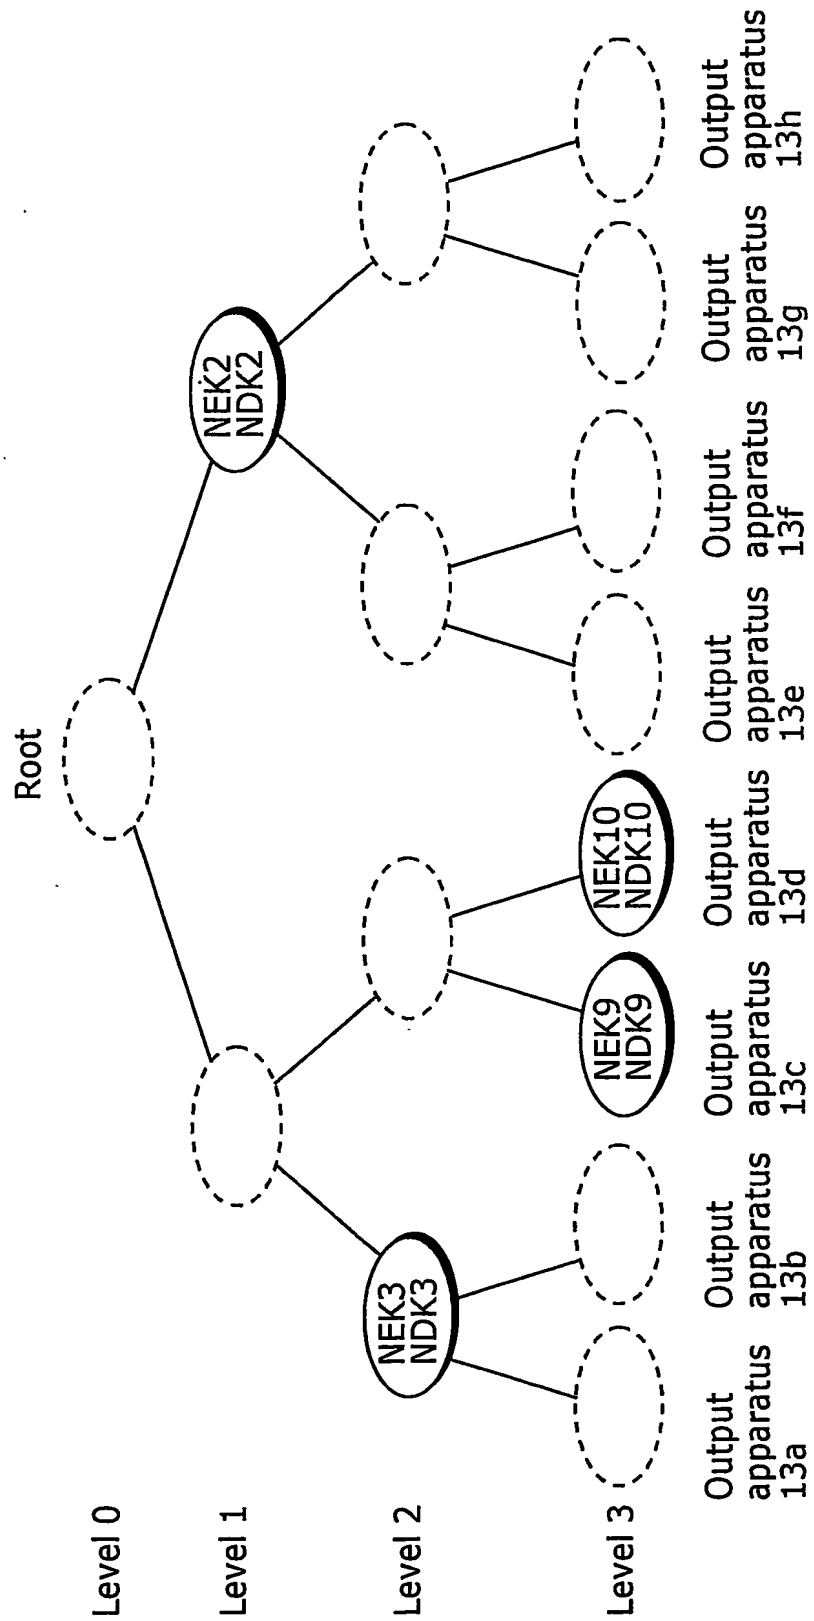 Root
Level 0
Level 1
NEK2
NDK2
Level 2
NEK3
NDK3
Level 3
NEK9
NDK9
NEK10
NDK10
Output
apparatus
13a
Output
apparatus
13b
Output
apparatus
13c
Output
apparatus
13d
Output
apparatus
13e
Output
apparatus
13f
Output
apparatus
13g
Output
apparatus
13h